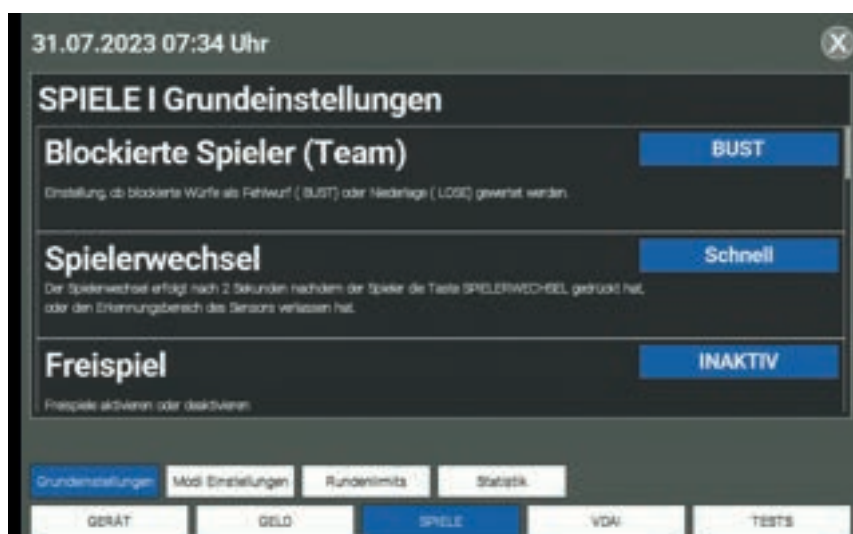 31.07.2023 07:34 Uhr
X
SPIELE I Grundeinstellungen
Blockierte Spieler (Team)
BUST
Einstellung, ob blockierte Würfe als Fehlwurf ( BUST) oder Niederlage ( LOSE) gewertet werden.
Spielerwechsel
Schnell
Der Spielerwechsel erfolgt nach 2 Sekunden nachdem der Spieler die Taste SPIELERWECHSEL gedrückt hat,
oder den Erkennungsbereich des Sensors verlassen hat.
Freispiel
INAKTIV
Freispiele aktivieren oder deaktivieren
Grundeinstellungen Modi Einstellungen Rundenlimits Statistik
GERÄT GELD SPIELE VDAI TESTS